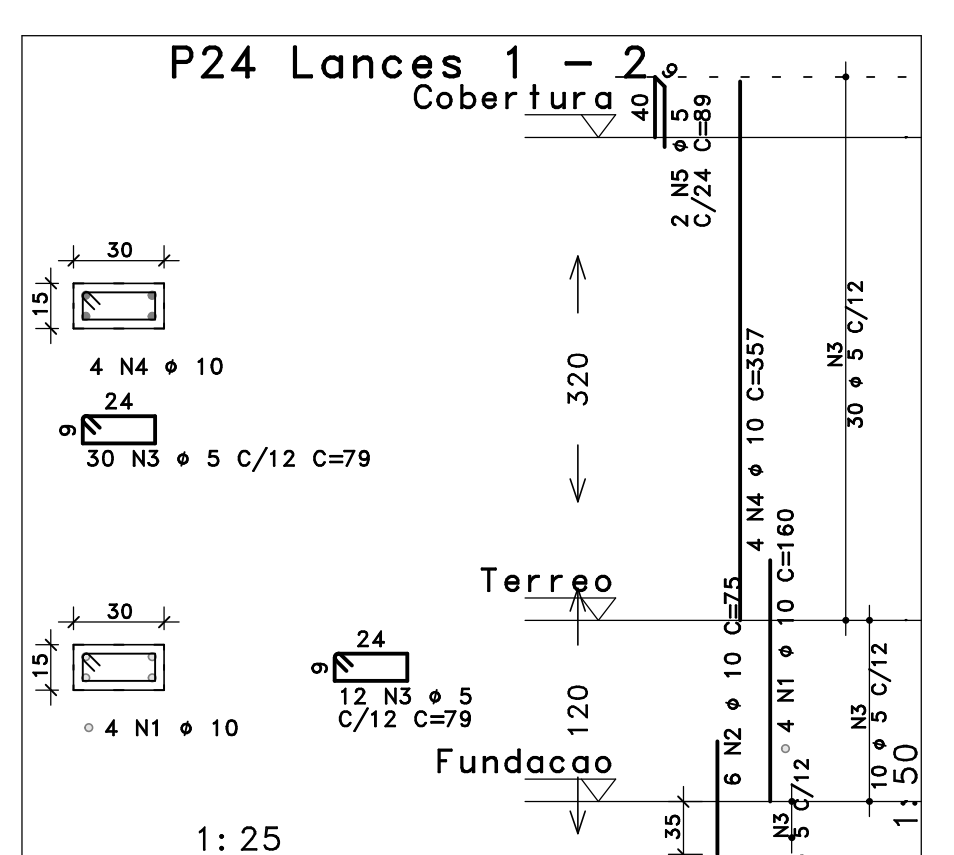 P24 Lances 1 - 2
Cobertura
40
9
2 N5 ø 5
C/24 C=89
30
15
4 N4 ø 10
24
9
30 N3 ø 5 C/12 C=79
320
4 N4 ø 10 C=357
N3
30 ø 5 C/12
Terreo
30
15
4 N1 ø 10
24
9
12 N3 ø 5
C/12 C=79
120
6 N2 ø 10 C=75
4 N1 ø 10 C=160
N3
10 ø 5 C/12
Fundacao
35
N3
5 C/12
1:25
1:50